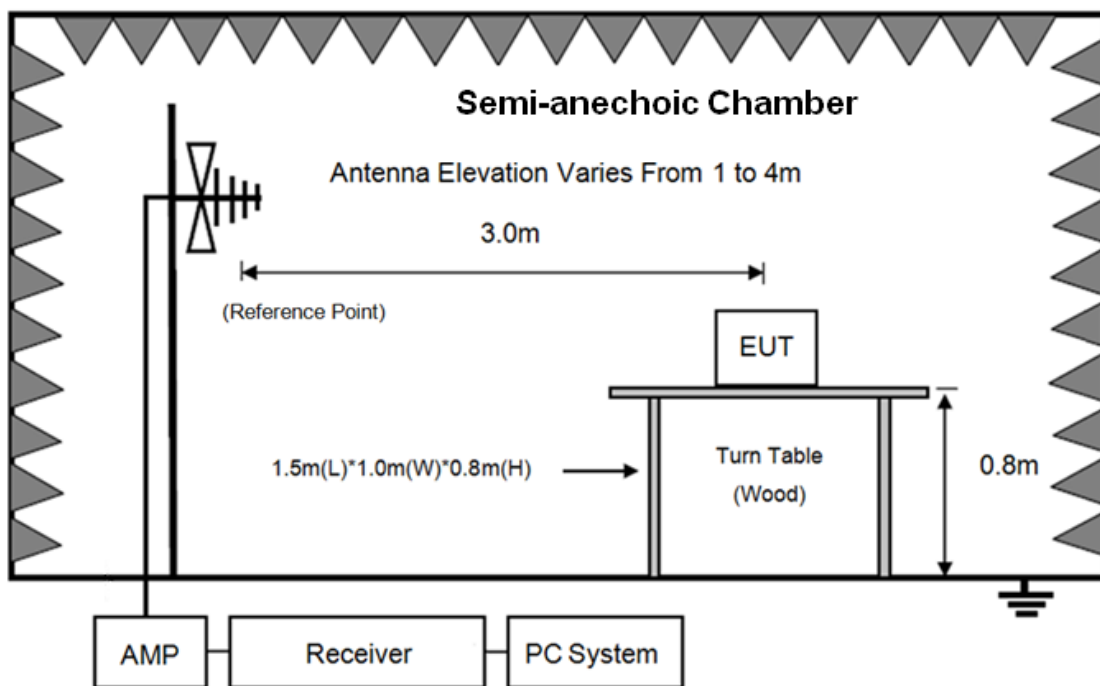 Semi-anechoic Chamber
Antenna Elevation Varies From 1 to 4m
3.0m
(Reference Point)
EUT
1.5m(L)*1.0m(W)*0.8m(H)
Turn Table
(Wood)
0.8m
AMP
Receiver
PC System